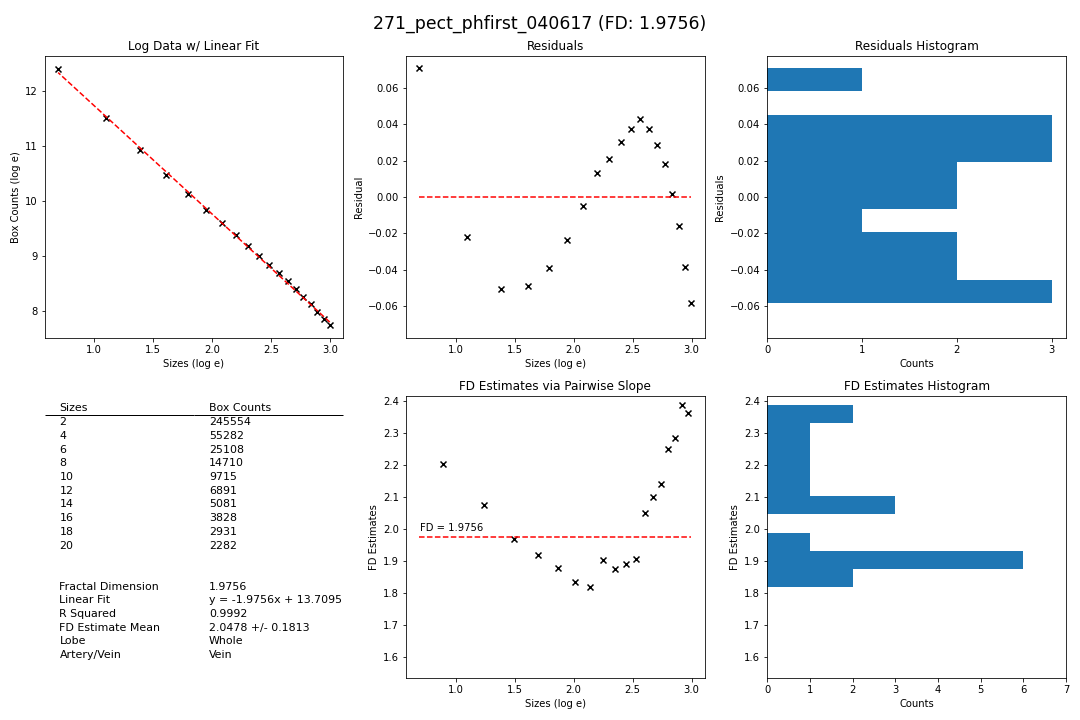 271_pect_phfirst_040617 (FD: 1.9756)
Log Data w/ Linear Fit
Box Counts (log e)
12
11
10
9
8
1.0 1.5 2.0 2.5 3.0
Sizes (log e)
Residuals
Residual
0.06
0.04
0.02
0.00
−0.02
−0.04
−0.06
1.0 1.5 2.0 2.5 3.0
Sizes (log e)
Residuals Histogram
Residuals
0.06
0.04
0.02
0.00
−0.02
−0.04
−0.06
0 1 2 3
Counts
Sizes Box Counts
2 245554
4 55282
6 25108
8 14710
10 9715
12 6891
14 5081
16 3828
18 2931
20 2282
Fractal Dimension 1.9756
Linear Fit y = -1.9756x + 13.7095
R Squared 0.9992
FD Estimate Mean 2.0478 +/- 0.1813
Lobe Whole
Artery/Vein Vein
FD Estimates via Pairwise Slope
FD Estimates
2.4
2.3
2.2
2.1
2.0
1.9
1.8
1.7
1.6
FD = 1.9756
1.0 1.5 2.0 2.5 3.0
Sizes (log e)
FD Estimates Histogram
FD Estimates
2.4
2.3
2.2
2.1
2.0
1.9
1.8
1.7
1.6
0 1 2 3 4 5 6 7
Counts